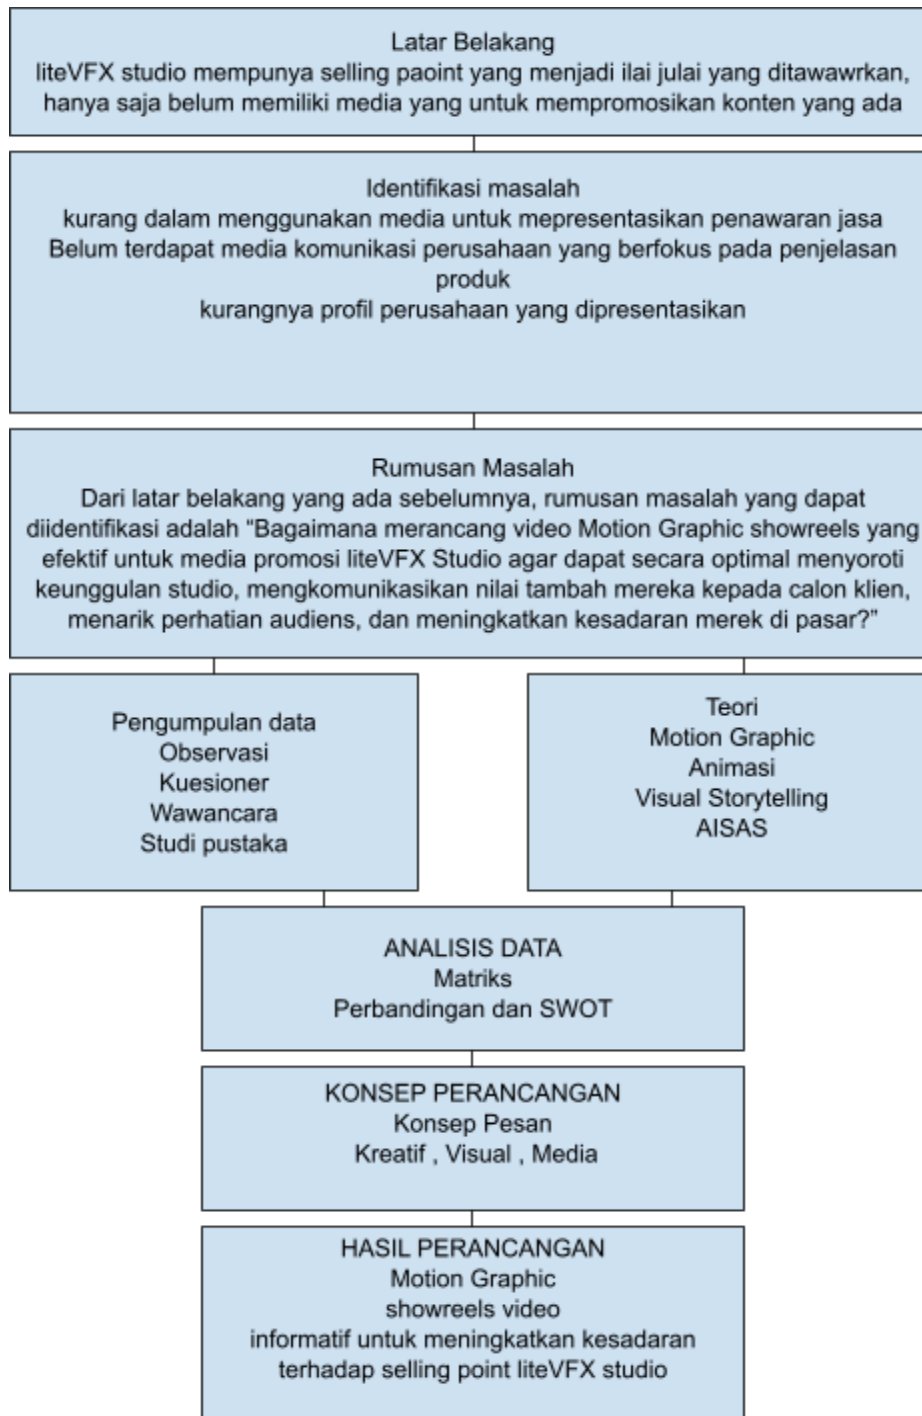 Latar Belakang
liteVFX studio mempunya selling paoint yang menjadi ilai julai yang ditawawrkan,
hanya saja belum memiliki media yang untuk mempromosikan konten yang ada
Identifikasi masalah
kurang dalam menggunakan media untuk mepresentasikan penawaran jasa
Belum terdapat media komunikasi perusahaan yang berfokus pada penjelasan
produk
kurangnya profil perusahaan yang dipresentasikan
Rumusan Masalah
Dari latar belakang yang ada sebelumnya, rumusan masalah yang dapat
diidentifikasi adalah "Bagaimana merancang video Motion Graphic showreels yang
efektif untuk media promosi liteVFX Studio agar dapat secara optimal menyoroti
keunggulan studio, mengkomunikasikan nilai tambah mereka kepada calon klien,
menarik perhatian audiens, dan meningkatkan kesadaran merek di pasar?"
Pengumpulan data
Observasi
Kuesioner
Wawancara
Studi pustaka
Teori
Motion Graphic
Animasi
Visual Storytelling
AISAS
ANALISIS DATA
Matriks
Perbandingan dan SWOT
KONSEP PERANCANGAN
Konsep Pesan
Kreatif , Visual , Media
HASIL PERANCANGAN
Motion Graphic
showreels video
informatif untuk meningkatkan kesadaran
terhadap selling point liteVFX studio